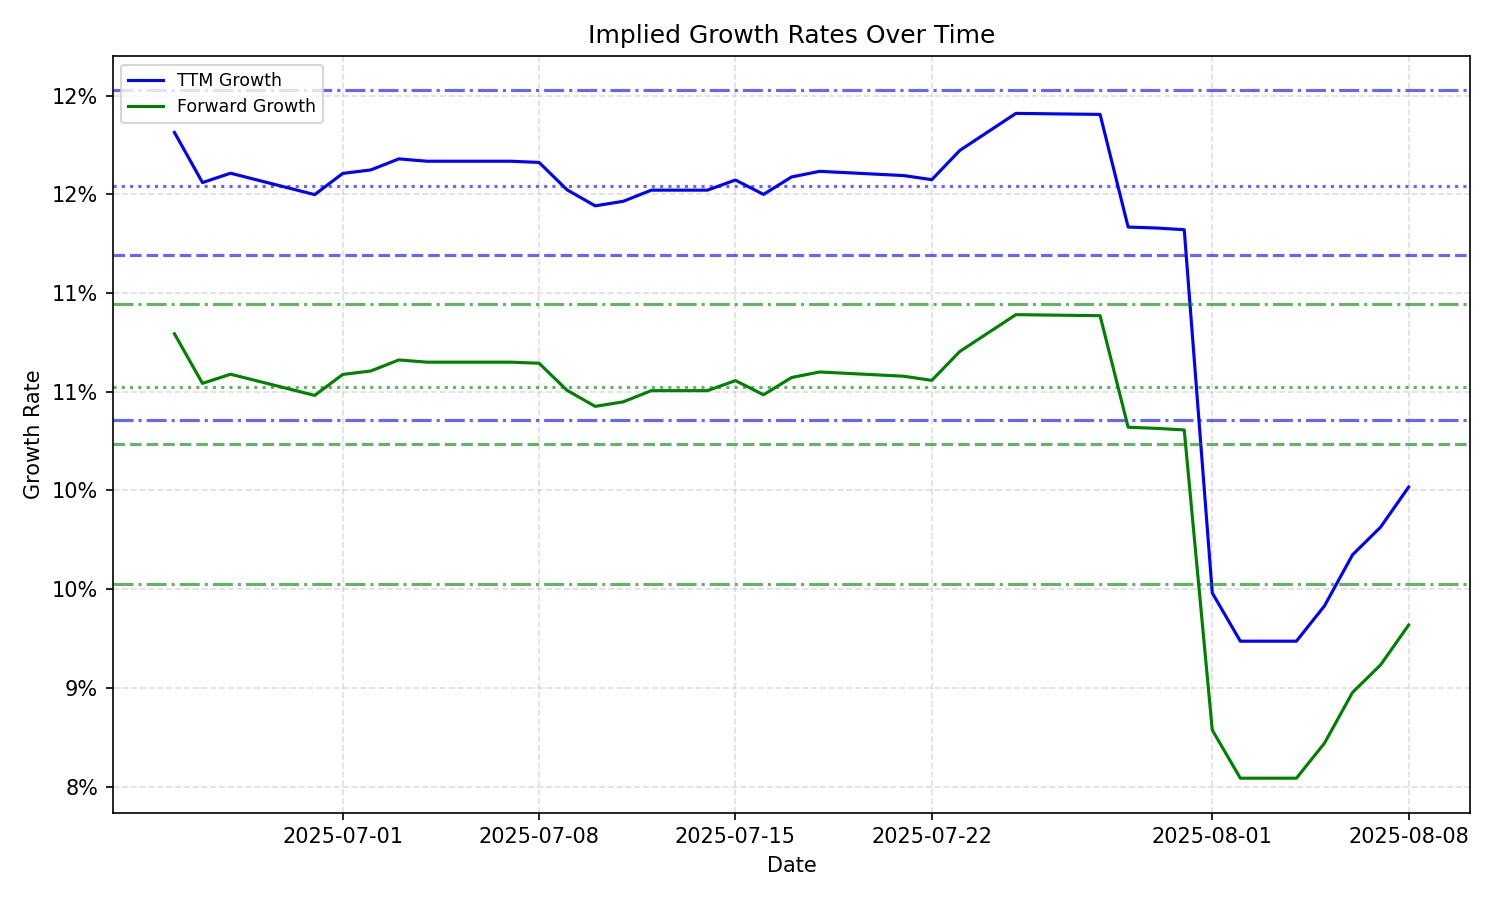 Implied Growth Rates Over Time
TTM Growth
Forward Growth
12%
12%
11%
11%
10%
10%
9%
8%
Growth Rate
2025-07-01
2025-07-08
2025-07-15
2025-07-22
2025-08-01
2025-08-08
Date